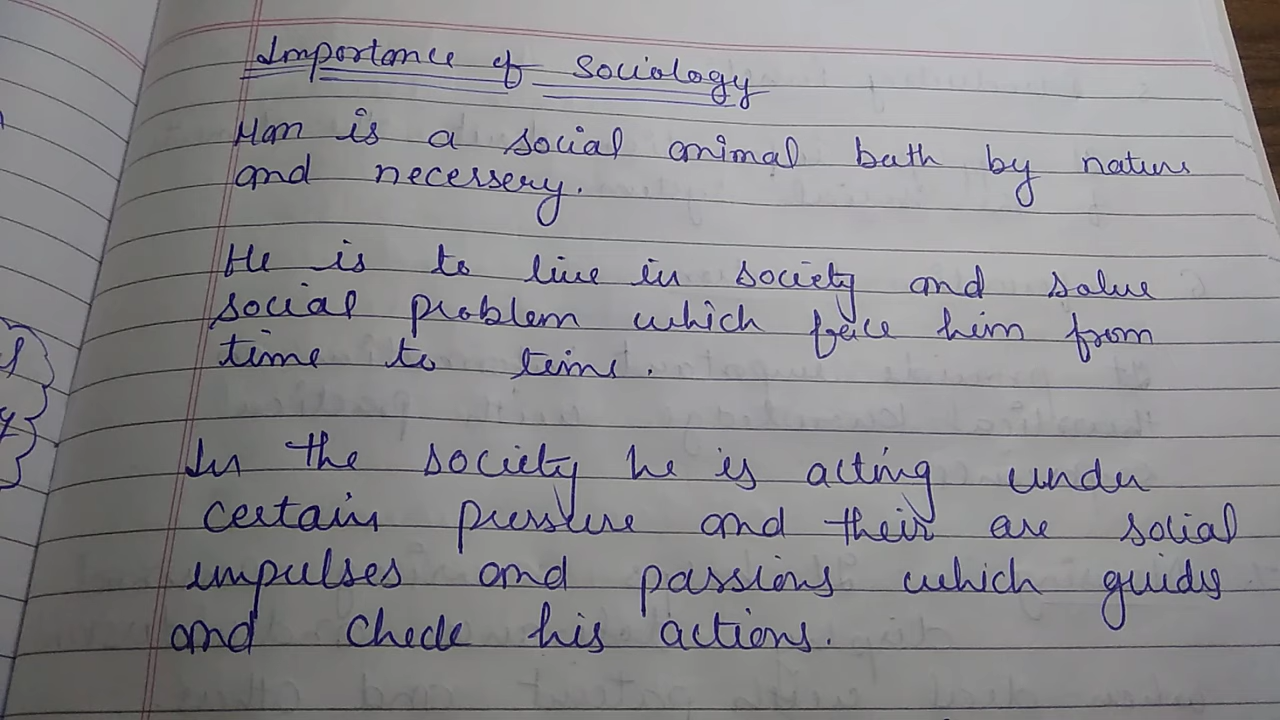 Importance of Sociology
Man is a social animal bath by nature
and necessery.
He is to live in society and salve
social problem which face him from
time to time.
In the society he is acting under
certain pressure and their are social
impulses and passions which guids
and check his actions.